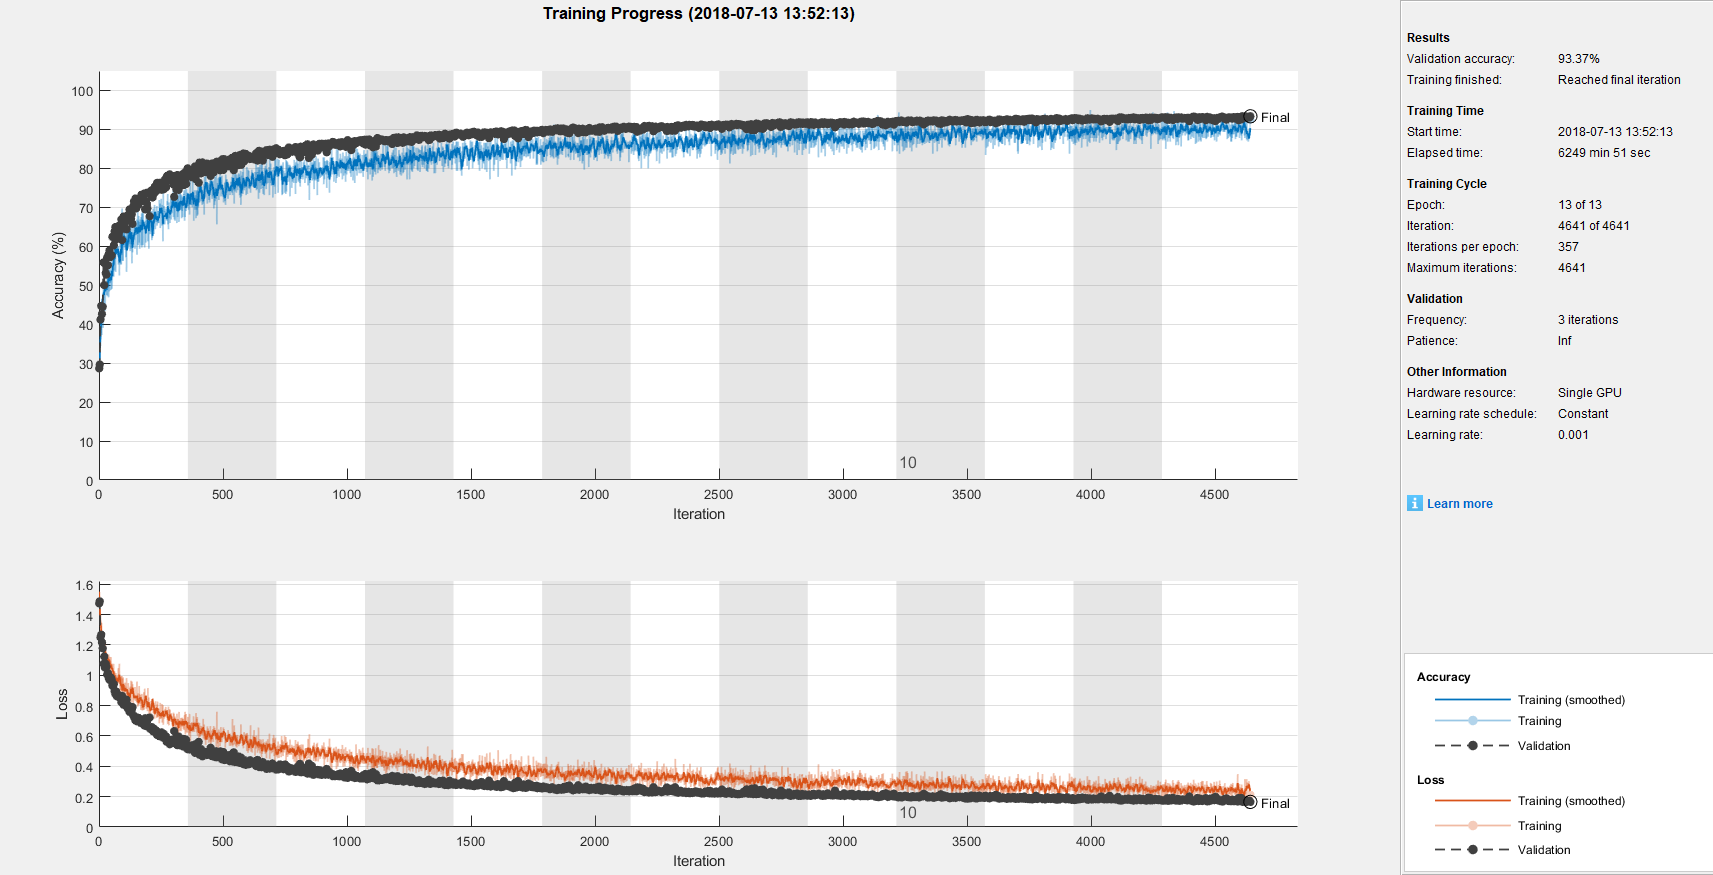 Training Progress (2018-07-13 13:52:13)
100
90
80
70
60
50
40
30
20
10
0
Accuracy (%)
Final
10
0 500 1000 1500 2000 2500 3000 3500 4000 4500
Iteration
1.6
1.4
1.2
1
0.8
0.6
0.4
0.2
0
Loss
Final
10
0 500 1000 1500 2000 2500 3000 3500 4000 4500
Iteration
Results
Validation accuracy: 93.37%
Training finished: Reached final iteration
Training Time
Start time: 2018-07-13 13:52:13
Elapsed time: 6249 min 51 sec
Training Cycle
Epoch: 13 of 13
Iteration: 4641 of 4641
Iterations per epoch: 357
Maximum iterations: 4641
Validation
Frequency: 3 iterations
Patience: Inf
Other Information
Hardware resource: Single GPU
Learning rate schedule: Constant
Learning rate: 0.001
i Learn more
Accuracy
Training (smoothed)
Training
Validation
Loss
Training (smoothed)
Training
Validation